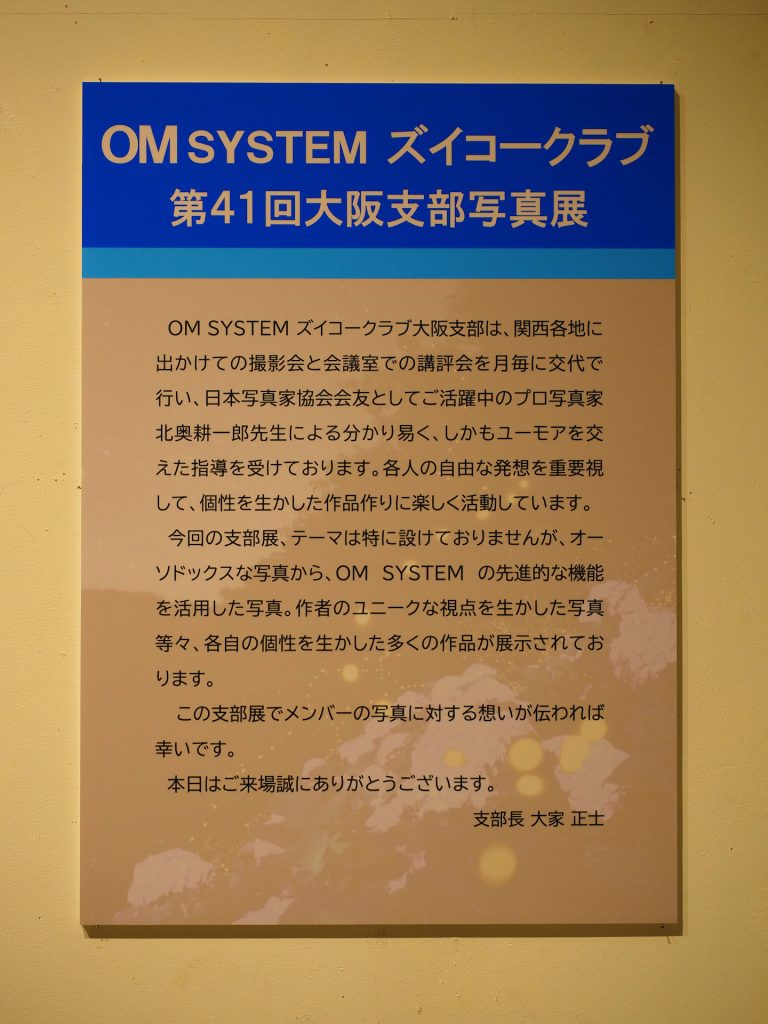 OM SYSTEM ズイコークラブ
第41回大阪支部写真展
OM SYSTEM ズイコークラブ大阪支部は、関西各地に
出かけての撮影会と会議室での講評会を月毎に交代で
行い、日本写真家協会会友としてご活躍中のプロ写真家
北奥耕一郎先生による分かり易く、しかもユーモアを交
えた指導を受けております。各人の自由な発想を重要視
して、個性を生かした作品作りに楽しく活動しています。
今回の支部展、テーマは特に設けておりませんが、オー
ソドックスな写真から、OM SYSTEM の先進的な機能
を活用した写真。作者のユニークな視点を生かした写真
等々、各自の個性を生かした多くの作品が展示されてお
ります。
この支部展でメンバーの写真に対する想いが伝われば
幸いです。
本日はご来場誠にありがとうございます。
支部長 大家 正士